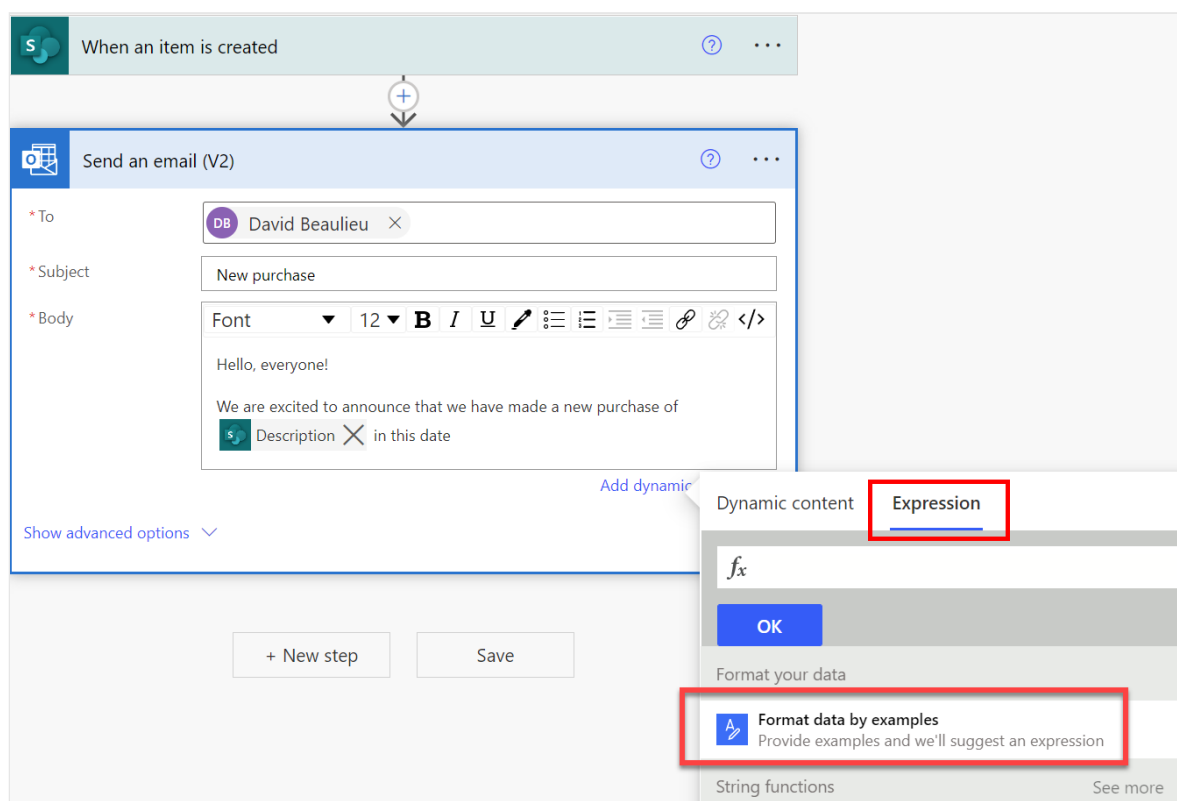 When an item is created
Send an email (V2)
* To
DB David Beaulieu
* Subject
New purchase
* Body
Font 12 B I U </>
Hello, everyone!
We are excited to announce that we have made a new purchase of
S Description in this date
Add dynamic
Show advanced options
Dynamic content Expression
fx
OK
+ New step Save
Format your data
Format data by examples
Provide examples and we'll suggest an expression
String functions See more